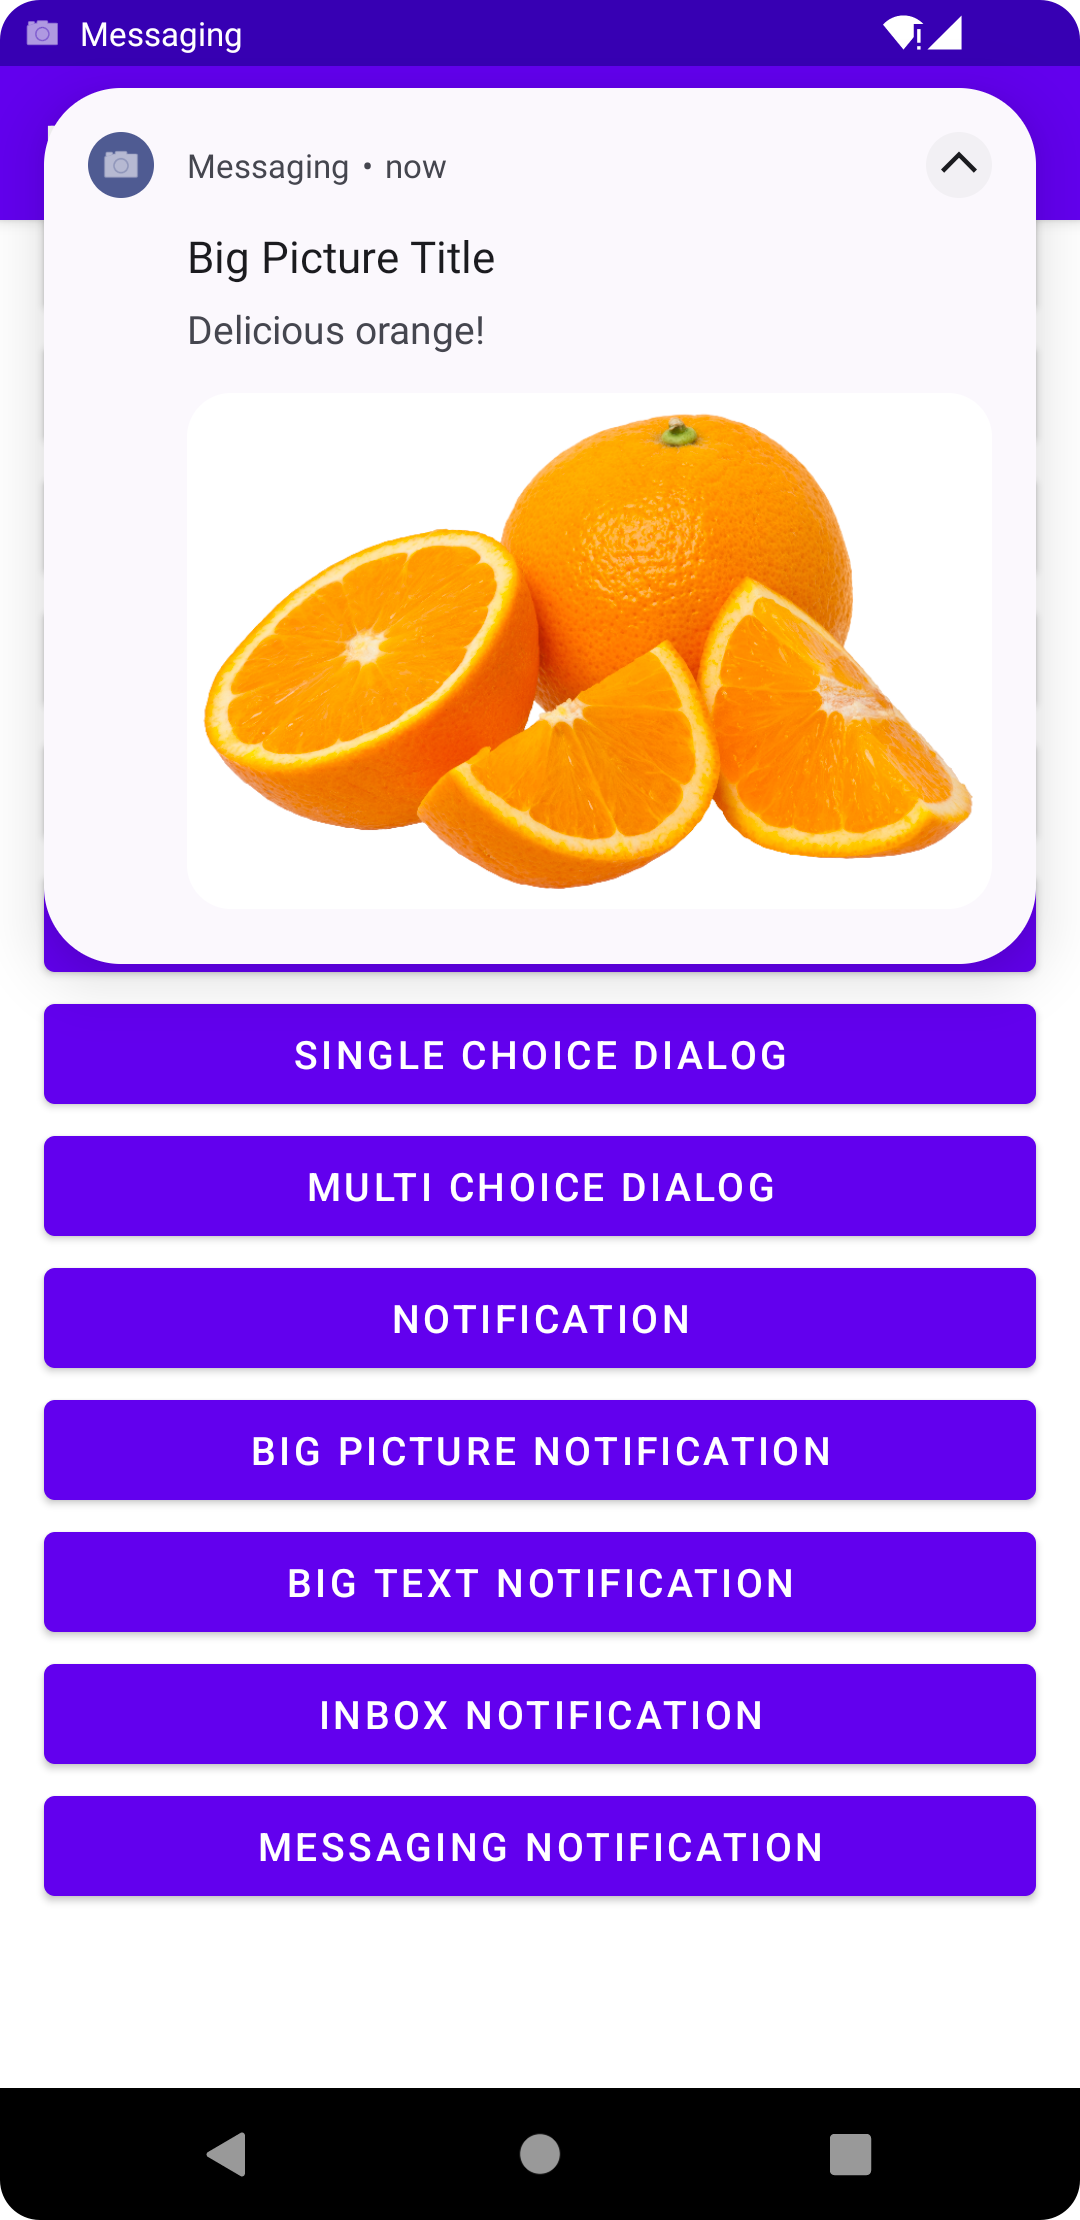 Messaging
Messaging • now
Big Picture Title
Delicious orange!
SINGLE CHOICE DIALOG
MULTI CHOICE DIALOG
NOTIFICATION
BIG PICTURE NOTIFICATION
BIG TEXT NOTIFICATION
INBOX NOTIFICATION
MESSAGING NOTIFICATION